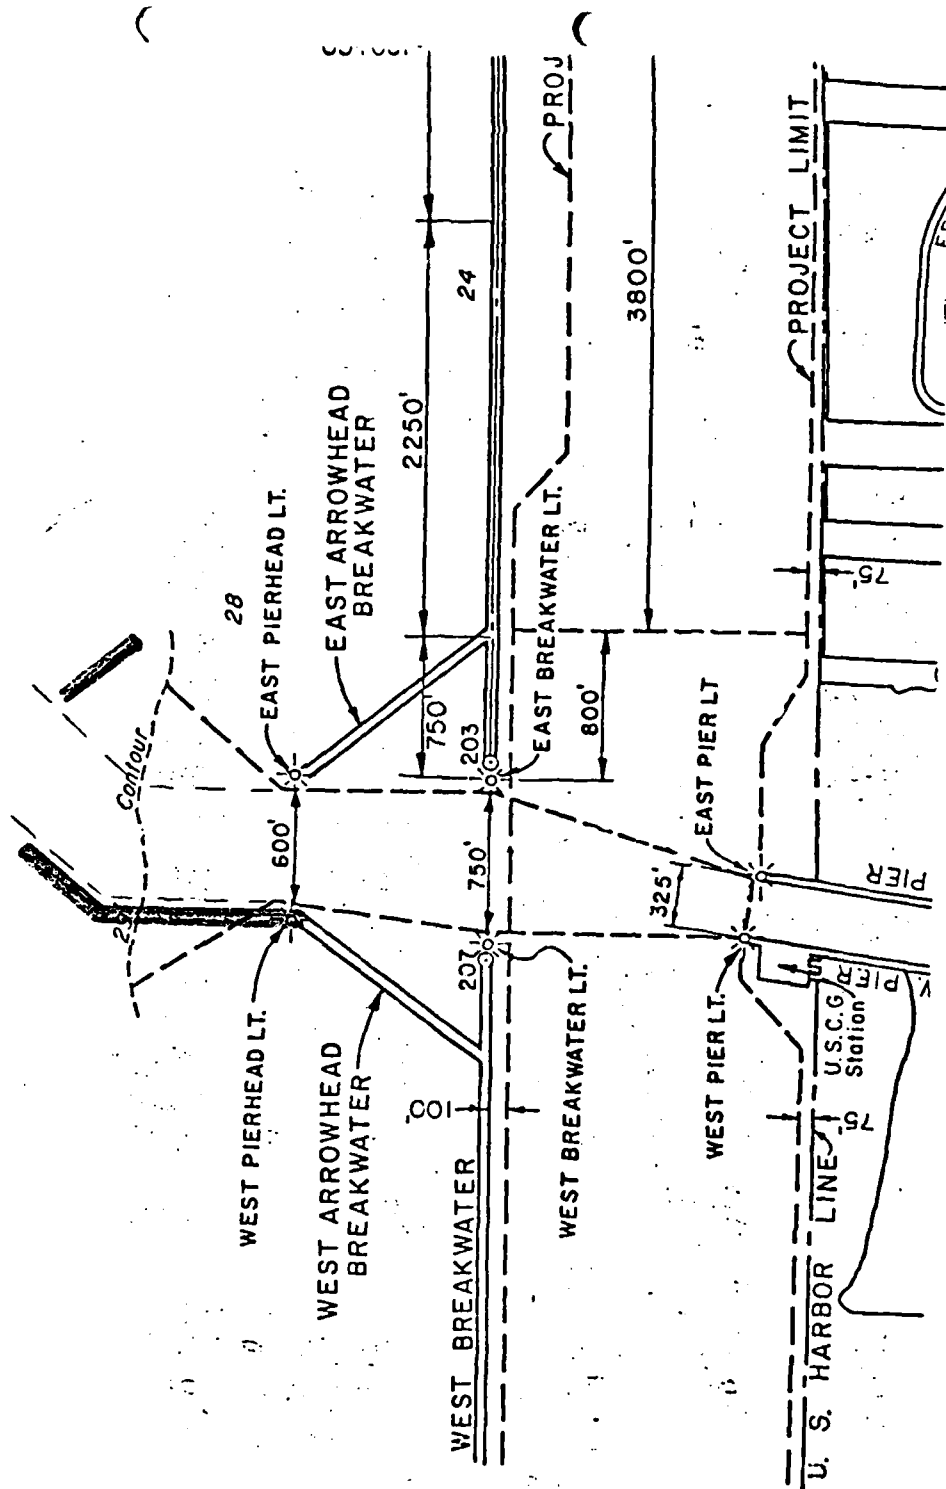 PROJ
PROJECT LIMIT
3800'
24
2250'
EAST ARROWHEAD
BREAKWATER
28
EAST PIERHEAD LT.
EAST BREAKWATER LT.
75'
750'
203
800'
EAST PIER LT
Contour
600'
750'
325'
PIER
29
207
WEST PIERHEAD LT.
WEST ARROWHEAD
BREAKWATER
100'
WEST BREAKWATER LT.
WEST PIER LT.
PIER
U.S.C.G
Station
75'
WEST BREAKWATER
U. S. HARBOR LINE